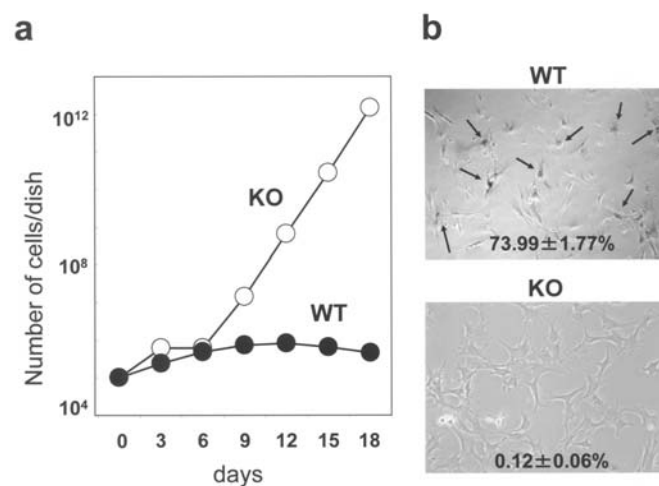 a
Number of cells/dish
10¹²
10⁸
10⁴
KO
WT
0 3 6 9 12 15 18
days
b
WT
73.99±1.77%
KO
0.12±0.06%